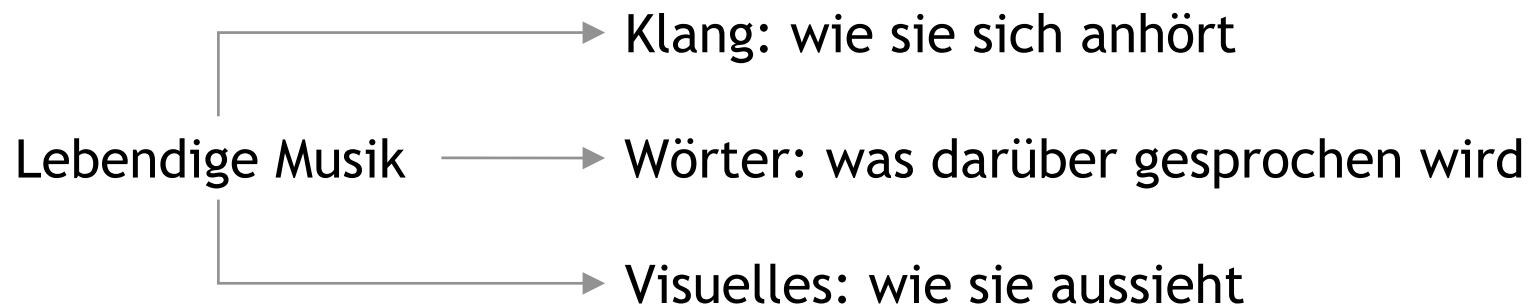 Klang: wie sie sich anhört
Lebendige Musik
Wörter: was darüber gesprochen wird
Visuelles: wie sie aussieht